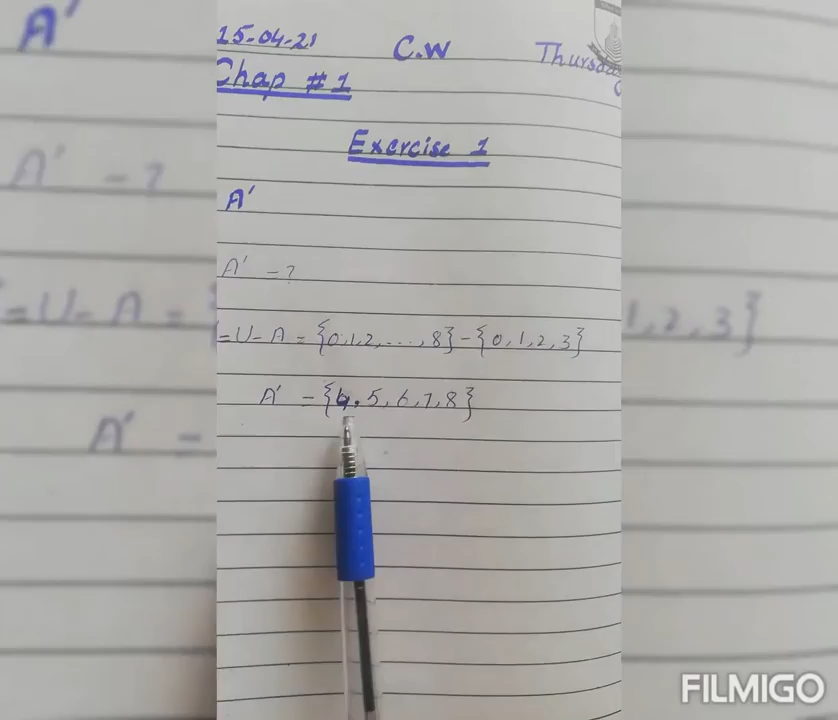 15-04-21 C.W Thursday
Chap #1
Exercise 1
A'
A' - ?
= U - A = {0,1,2, ..., 8} - {0, 1, 2, 3}
A' = {4, 5, 6, 7, 8}
FILMIGO